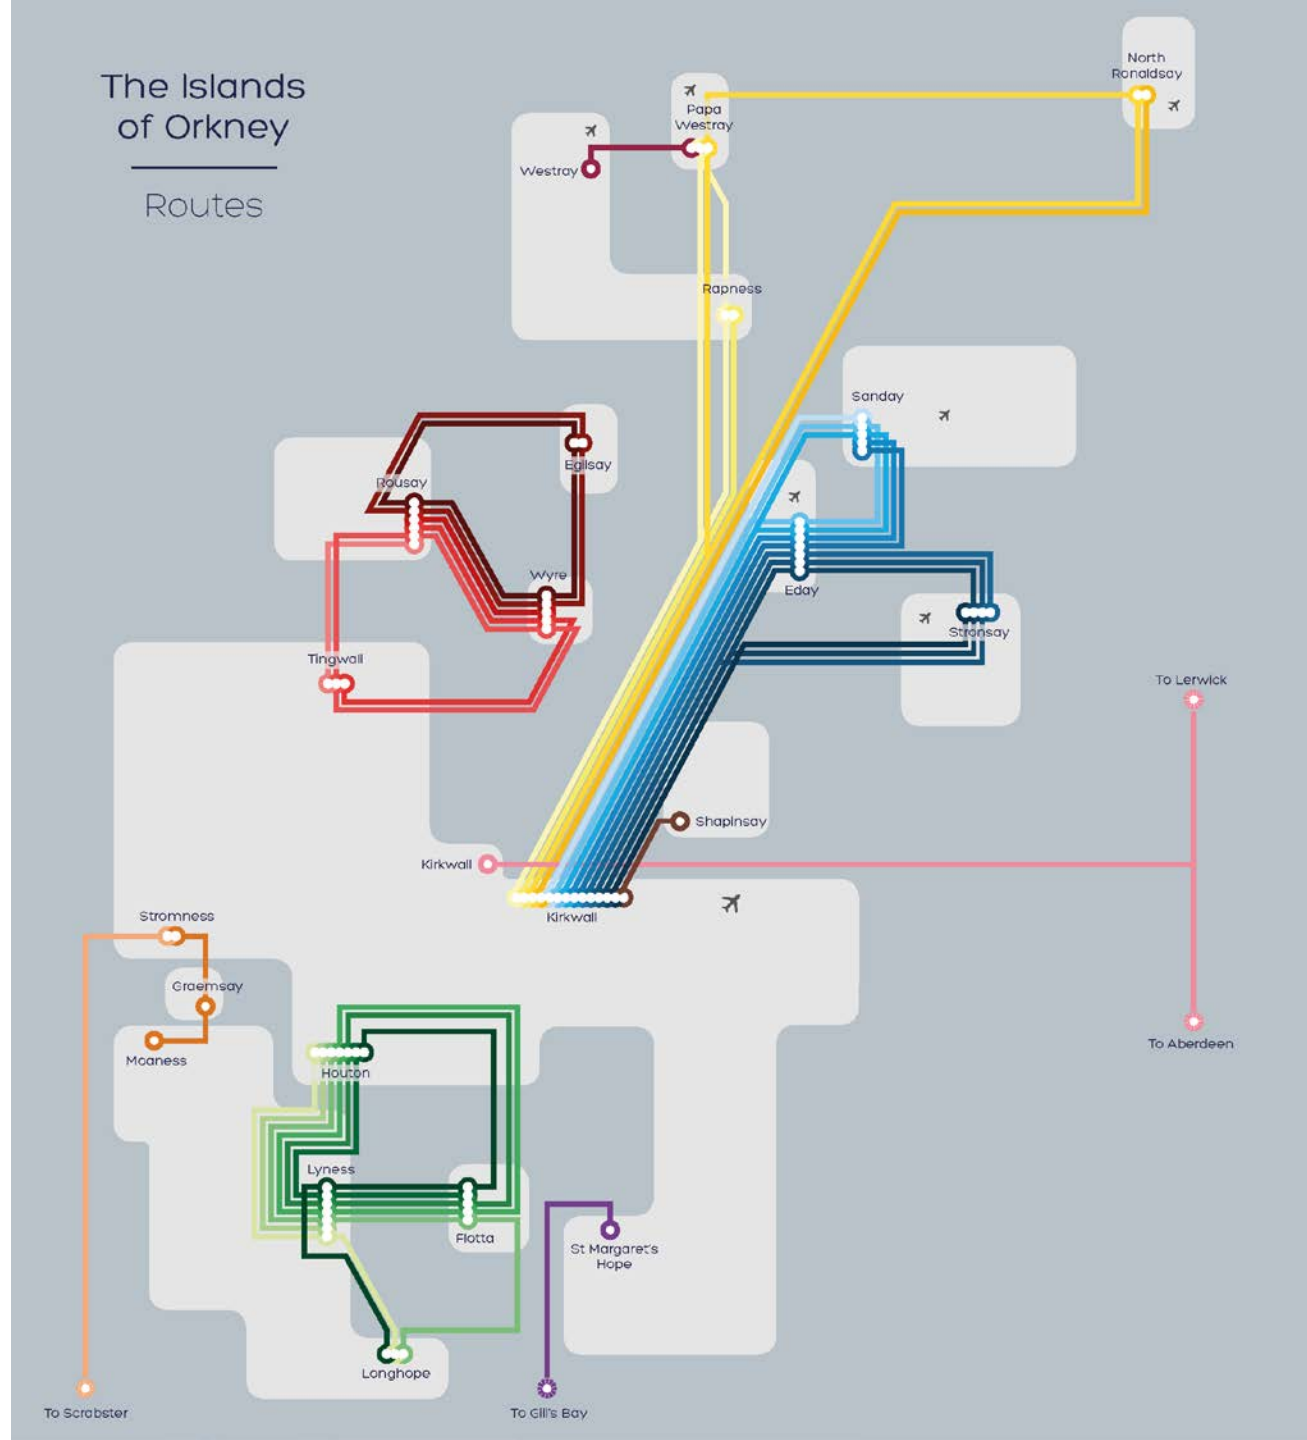 The Islands
of Orkney
Routes
North
Ronaldsay
Papa
Westray
Westray
Rapness
Sanday
Egilsay
Rousay
Wyre
Eday
Stronsay
Tingwall
To Lerwick
Shapinsay
Kirkwall
Kirkwall
Stromness
Graemsay
Moaness
To Aberdeen
Houton
Lyness
Flotta
St Margaret's
Hope
Longhope
To Scrabster
To Gill's Bay